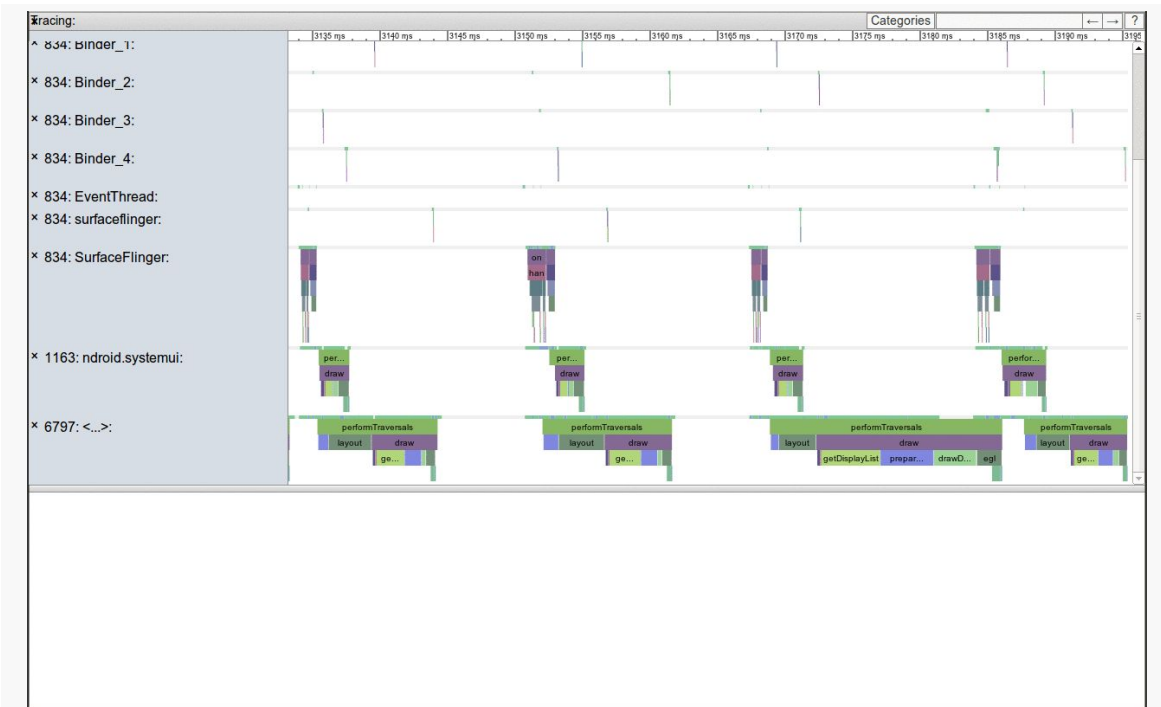 Tracing:
Categories
← → ?
3135 ms 3140 ms 3145 ms 3150 ms 3155 ms 3160 ms 3165 ms 3170 ms 3175 ms 3180 ms 3185 ms 3190 ms 3195
× 834: Binder_1:
× 834: Binder_2:
× 834: Binder_3:
× 834: Binder_4:
× 834: EventThread:
× 834: surfaceflinger:
× 834: SurfaceFlinger:
on
han
× 1163: ndroid.systemui:
per... per... per... perfor...
draw draw draw draw
× 6797: <...>:
performTraversals performTraversals performTraversals performTraversals
layout draw layout draw layout draw layout draw
ge... ge... getDisplayList prepar... drawD... egl ge...